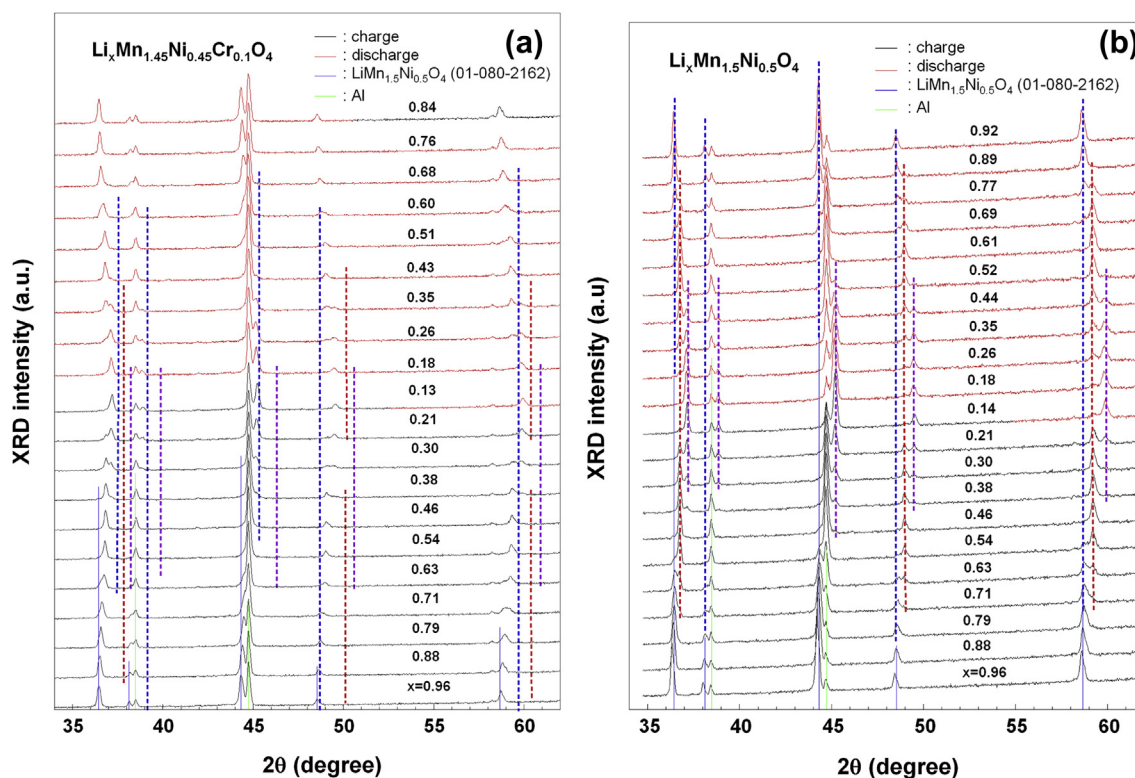 (a)
LiₓMn₁.₄₅Ni₀.₄₅Cr₀.₁O₄
: charge
: discharge
: LiMn₁.₅Ni₀.₅O₄ (01-080-2162)
: Al
0.84
0.76
0.68
0.60
0.51
0.43
0.35
0.26
0.18
0.13
0.21
0.30
0.38
0.46
0.54
0.63
0.71
0.79
0.88
x=0.96
XRD intensity (a.u.)
35 40 45 50 55 60
2θ (degree)
(b)
LiₓMn₁.₅Ni₀.₅O₄
: charge
: discharge
: LiMn₁.₅Ni₀.₅O₄ (01-080-2162)
: Al
0.92
0.89
0.77
0.69
0.61
0.52
0.44
0.35
0.26
0.18
0.14
0.21
0.30
0.38
0.46
0.54
0.63
0.71
0.79
0.88
x=0.96
XRD intensity (a.u)
35 40 45 50 55 60
2θ (degree)